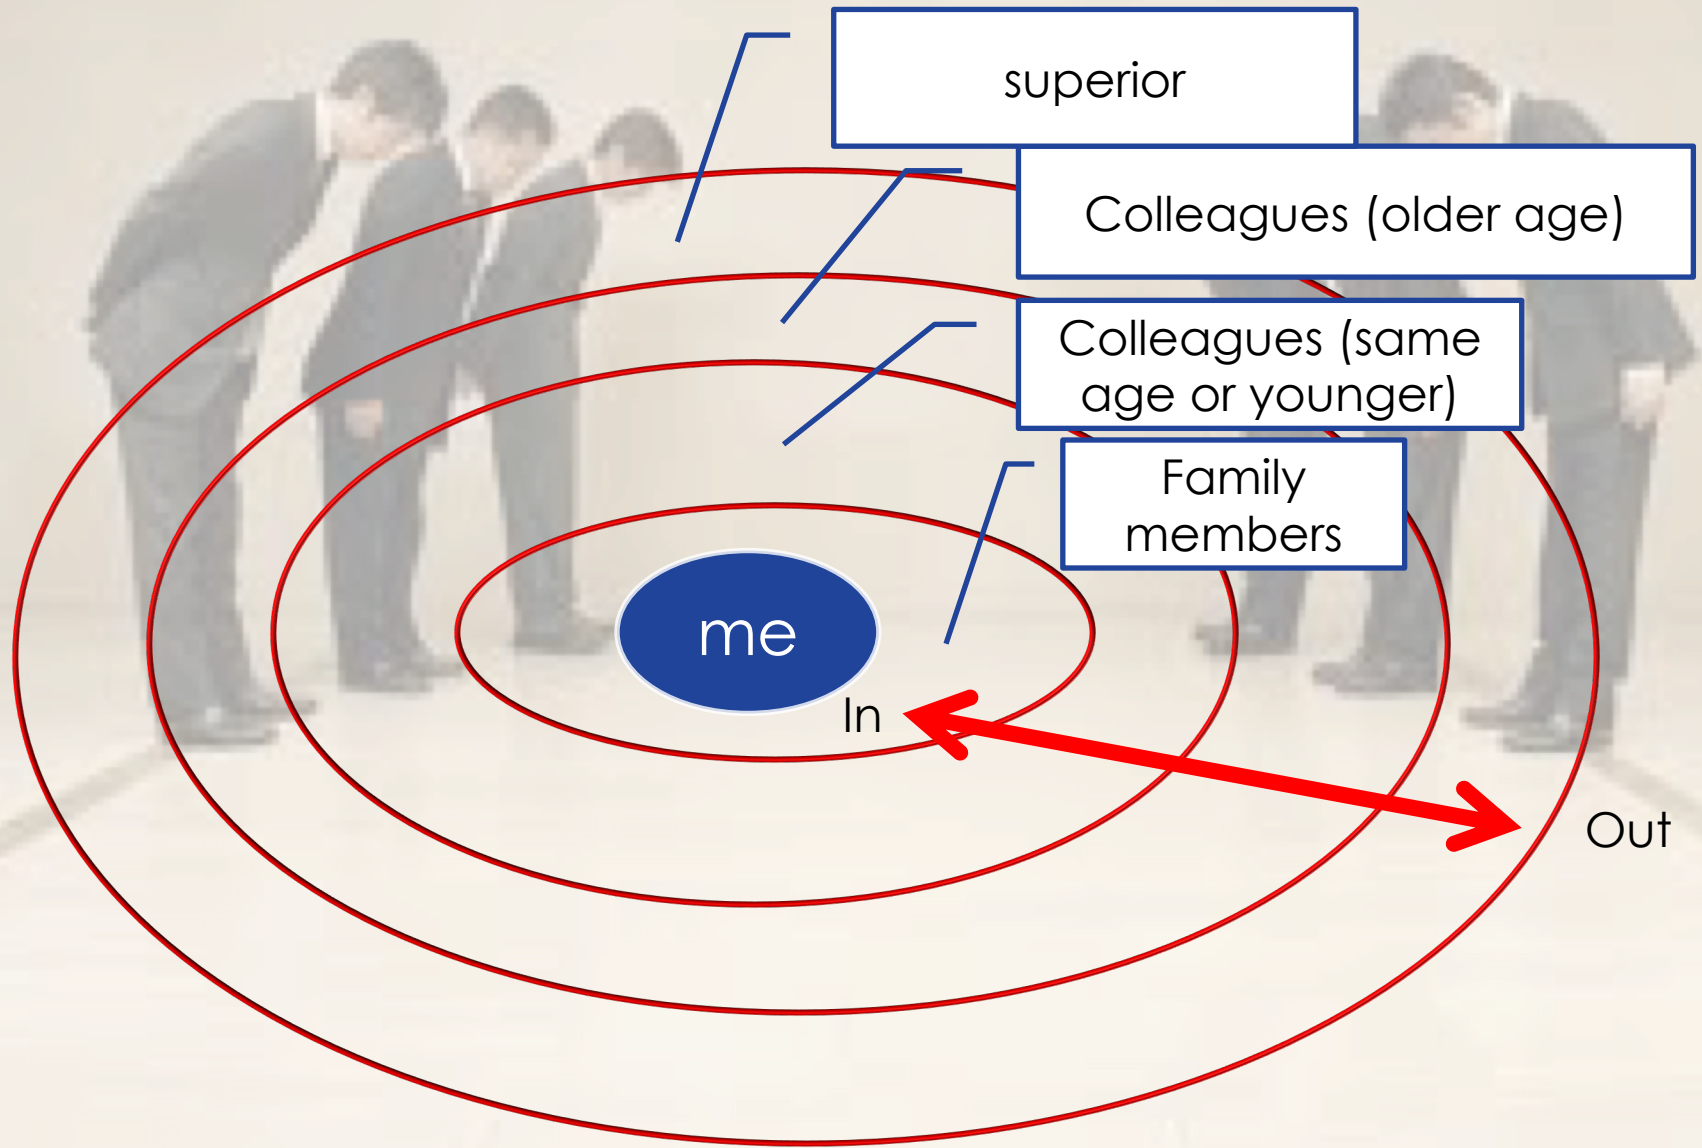 superior
Colleagues (older age)
Colleagues (same
age or younger)
Family
members
me
In
Out